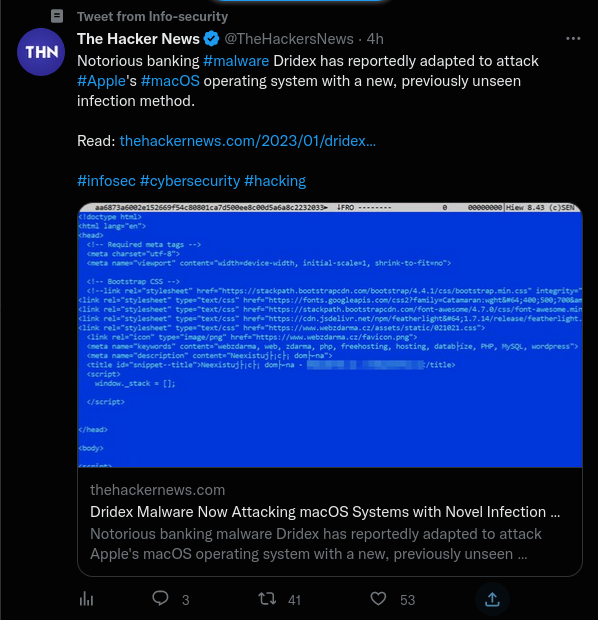 Tweet from Info-security
THN
The Hacker News @TheHackersNews · 4h
Notorious banking #malware Dridex has reportedly adapted to attack
#Apple's #macOS operating system with a new, previously unseen
infection method.
Read: thehackernews.com/2023/01/dridex...
#infosec #cybersecurity #hacking
aa6873a6002e152669f54c80801ca7d500ee8c00d5a6a8c2232033► ↓FRO -------- 0 00000000|Hiew 8.43 (c)SEN
<!doctype html>
<html lang="en">
<head>
<!-- Required meta tags -->
<meta charset="utf-8">
<meta name="viewport" content="width=device-width, initial-scale=1, shrink-to-fit=no">
<!-- Bootstrap CSS -->
<!--link rel="stylesheet" href="https://stackpath.bootstrapcdn.com/bootstrap/4.4.1/css/bootstrap.min.css" integrity="
<link rel="stylesheet" type="text/css" href="https://fonts.googleapis.com/css2?family=Catamaran:wght&#64;400;500;700&am
<link rel="stylesheet" type="text/css" href="https://stackpath.bootstrapcdn.com/font-awesome/4.7.0/css/font-awesome.min
<link rel="stylesheet" type="text/css" href="https://cdn.jsdelivr.net/npm/featherlight&#64;1.7.14/release/featherlight.
<link rel="stylesheet" type="text/css" href="https://www.webzdarma.cz/assets/static/021021.css">
<link rel="icon" type="image/png" href="https://www.webzdarma.cz/favicon.png">
<meta name="keywords" content="webzdarma, web, zdarma, php, freehosting, hosting, datab├íze, PHP, MySQL, wordpress">
<meta name="description" content="Neexistuj├¡c├¡ dom├⌐na">
<title id="snippet--title">Neexistuj├¡c├¡ dom├⌐na - </title>
<script>
window._stack = [];
</script>
</head>
<body>
<script>
thehackernews.com
Dridex Malware Now Attacking macOS Systems with Novel Infection ...
Notorious banking malware Dridex has reportedly adapted to attack
Apple's macOS operating system with a new, previously unseen ...
3 41 53